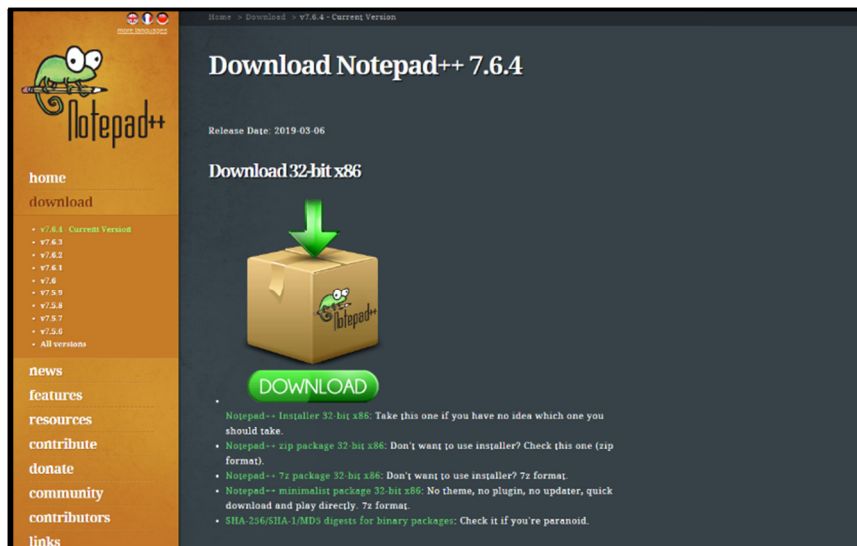 more languages
Notepad++
home
download
v7.6.4 - Current Version
v7.6.3
v7.6.2
v7.6.1
v7.6
v7.5.9
v7.5.8
v7.5.7
v7.5.6
All versions
news
features
resources
contribute
donate
community
contributors
links
Home > Download > v7.6.4 - Current Version
Download Notepad++ 7.6.4
Release Date: 2019-03-06
Download 32-bit x86
Notepad++
DOWNLOAD
Notepad++ Installer 32-bit x86: Take this one if you have no idea which one you
should take.
Notepad++ zip package 32-bit x86: Don't want to use installer? Check this one (zip
format).
Notepad++ 7z package 32-bit x86: Don't want to use installer? 7z format.
Notepad++ minimalist package 32-bit x86: No theme, no plugin, no updater, quick
download and play directly. 7z format.
SHA-256/SHA-1/MD5 digests for binary packages: Check it if you're paranoid.